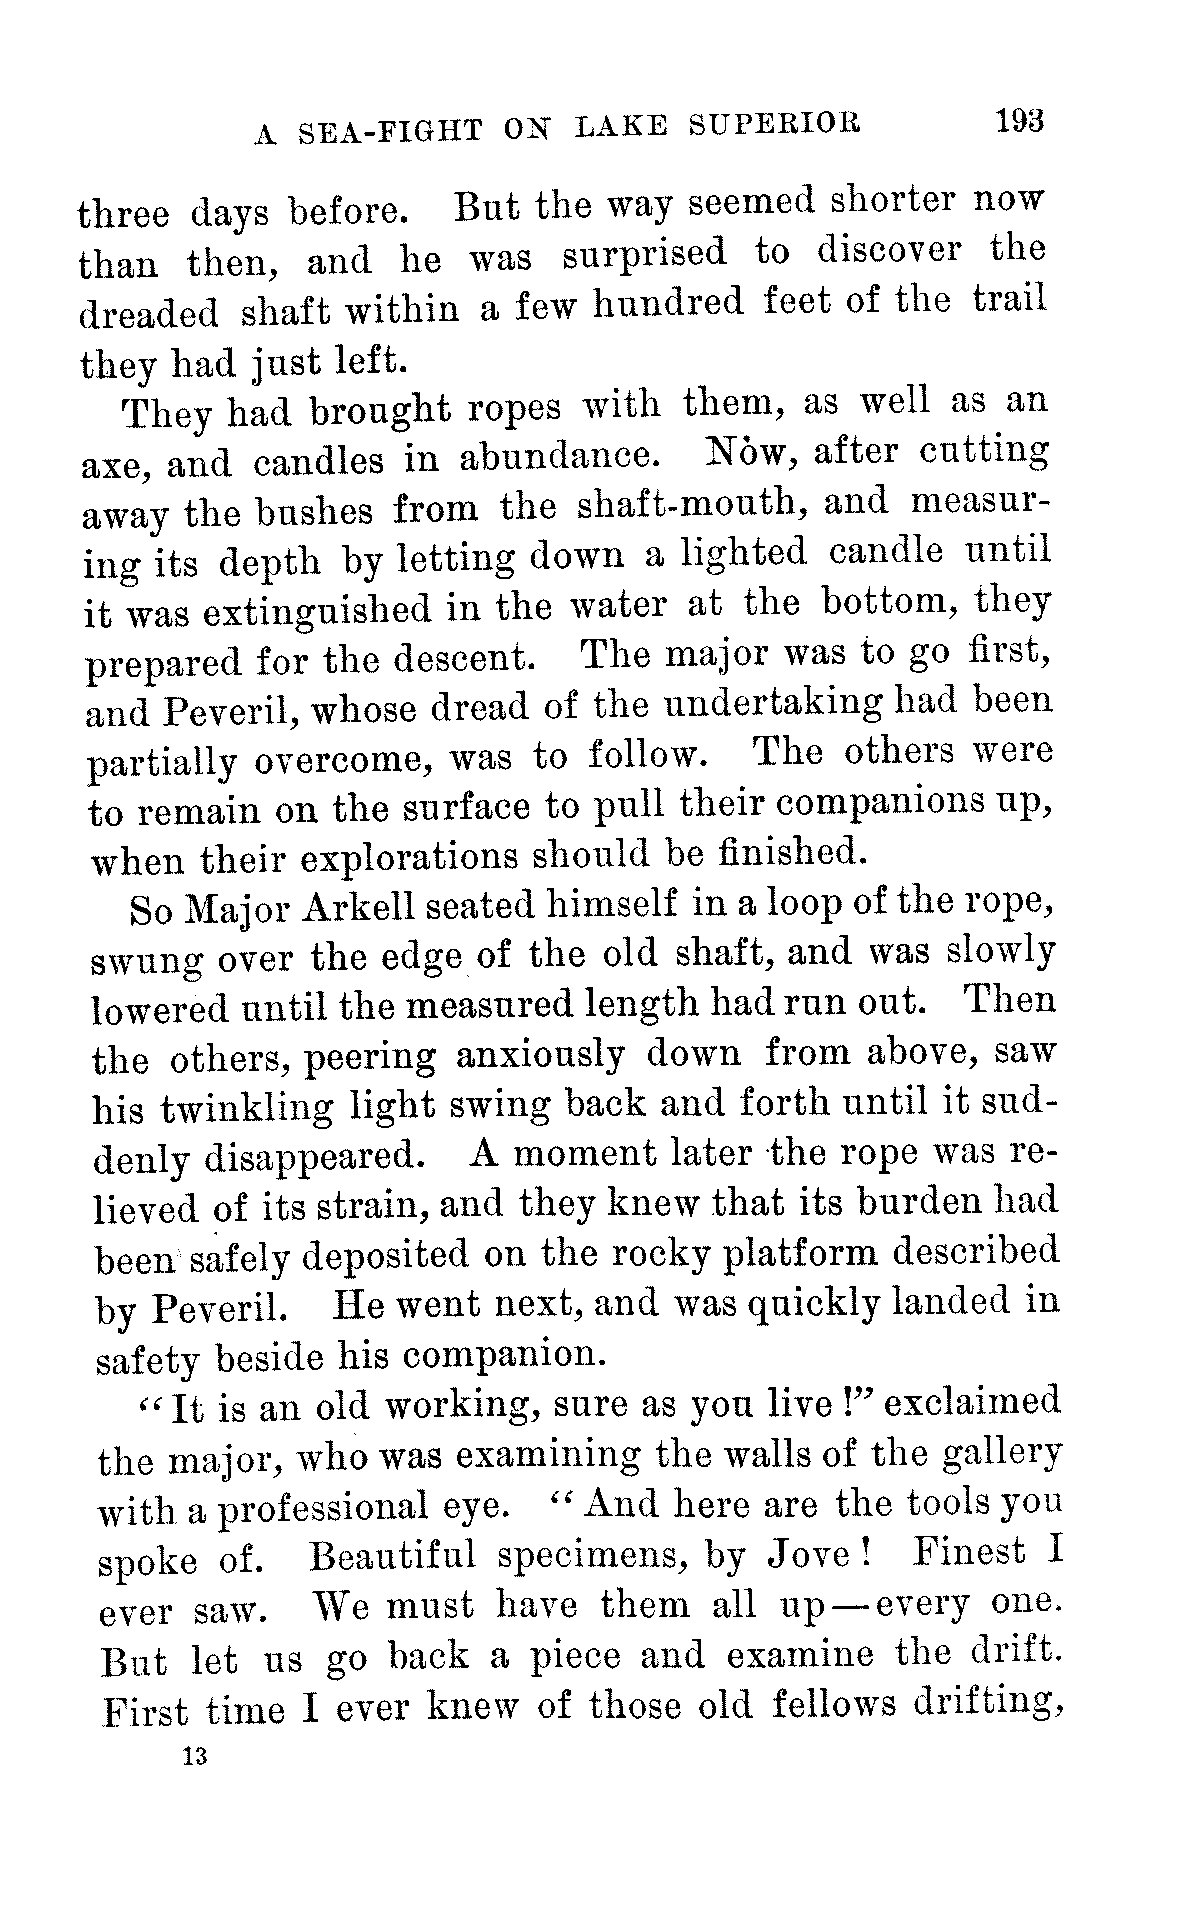 A SEA-FIGHT ON LAKE SUPERIOR 193
three days before. But the way seemed shorter now
than then, and he was surprised to discover the
dreaded shaft within a few hundred feet of the trail
they had just left.
They had brought ropes with them, as well as an
axe, and candles in abundance. Now, after cutting
away the bushes from the shaft-mouth, and measur-
ing its depth by letting down a lighted candle until
it was extinguished in the water at the bottom, they
prepared for the descent. The major was to go first,
and Peveril, whose dread of the undertaking had been
partially overcome, was to follow. The others were
to remain on the surface to pull their companions up,
when their explorations should be finished.
So Major Arkell seated himself in a loop of the rope,
swung over the edge of the old shaft, and was slowly
lowered until the measured length had run out. Then
the others, peering anxiously down from above, saw
his twinkling light swing back and forth until it sud-
denly disappeared. A moment later the rope was re-
lieved of its strain, and they knew that its burden had
been safely deposited on the rocky platform described
by Peveril. He went next, and was quickly landed in
safety beside his companion.
“It is an old working, sure as you live!” exclaimed
the major, who was examining the walls of the gallery
with a professional eye. “And here are the tools you
spoke of. Beautiful specimens, by Jove! Finest I
ever saw. We must have them all up—every one.
But let us go back a piece and examine the drift.
First time I ever knew of those old fellows drifting,
13